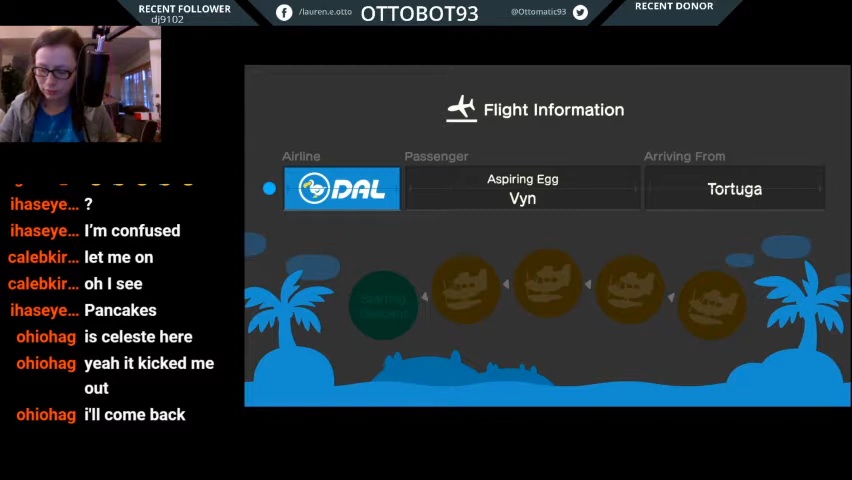 RECENT FOLLOWER
dj9102
/lauren.e.otto
OTTOBOT93
@Ottomatic93
RECENT DONOR
Flight Information
Airline
Passenger
Arriving From
DAL
Aspiring Egg
Vyn
Tortuga
Starting
descent
ihaseye... ?
ihaseye... I'm confused
calebkir... let me on
calebkir... oh I see
ihaseye... Pancakes
ohiohag is celeste here
ohiohag yeah it kicked me
out
ohiohag i'll come back